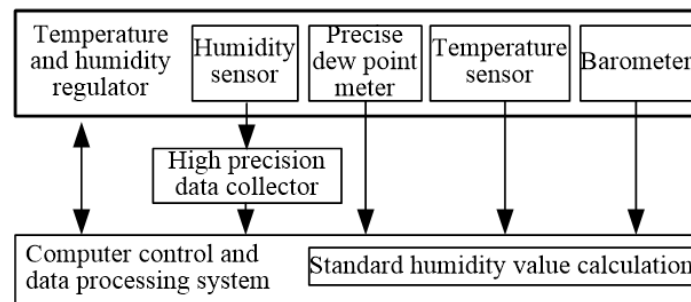 Temperature
and humidity
regulator
Humidity
sensor
Precise
dew point
meter
Temperature
sensor
Barometer
High precision
data collector
Computer control and
data processing system
Standard humidity value calculation